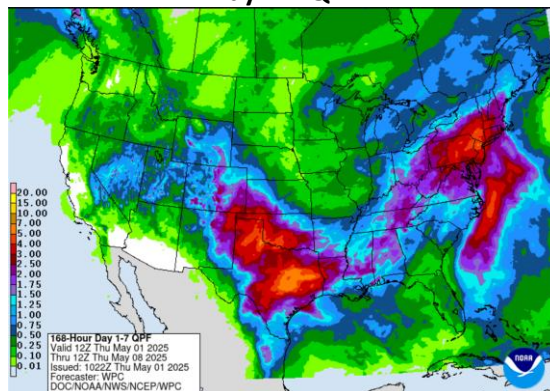 20.00
15.00
10.00
7.00
5.00
4.00
3.00
2.50
2.00
1.75
1.50
1.25
1.00
0.75
0.50
0.25
0.10
0.01
168-Hour Day 1-7 QPF
Valid 12Z Thu May 01 2025
Thru 12Z Thu May 08 2025
Issued: 1022Z Thu May 01 2025
Forecaster: WPC
DOC/NOAA/NWS/NCEP/WPC
NOAA